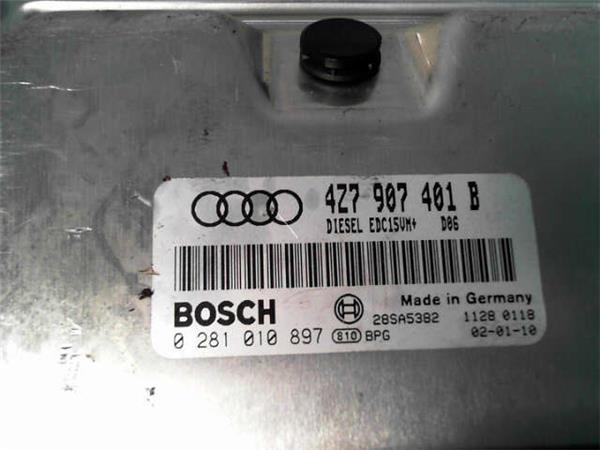 4Z7 907 401 B
DIESEL EDC15VM+ D06
BOSCH
Made in Germany
28SA5382 1128 0118
0 281 010 897 810 BPG 02-01-10